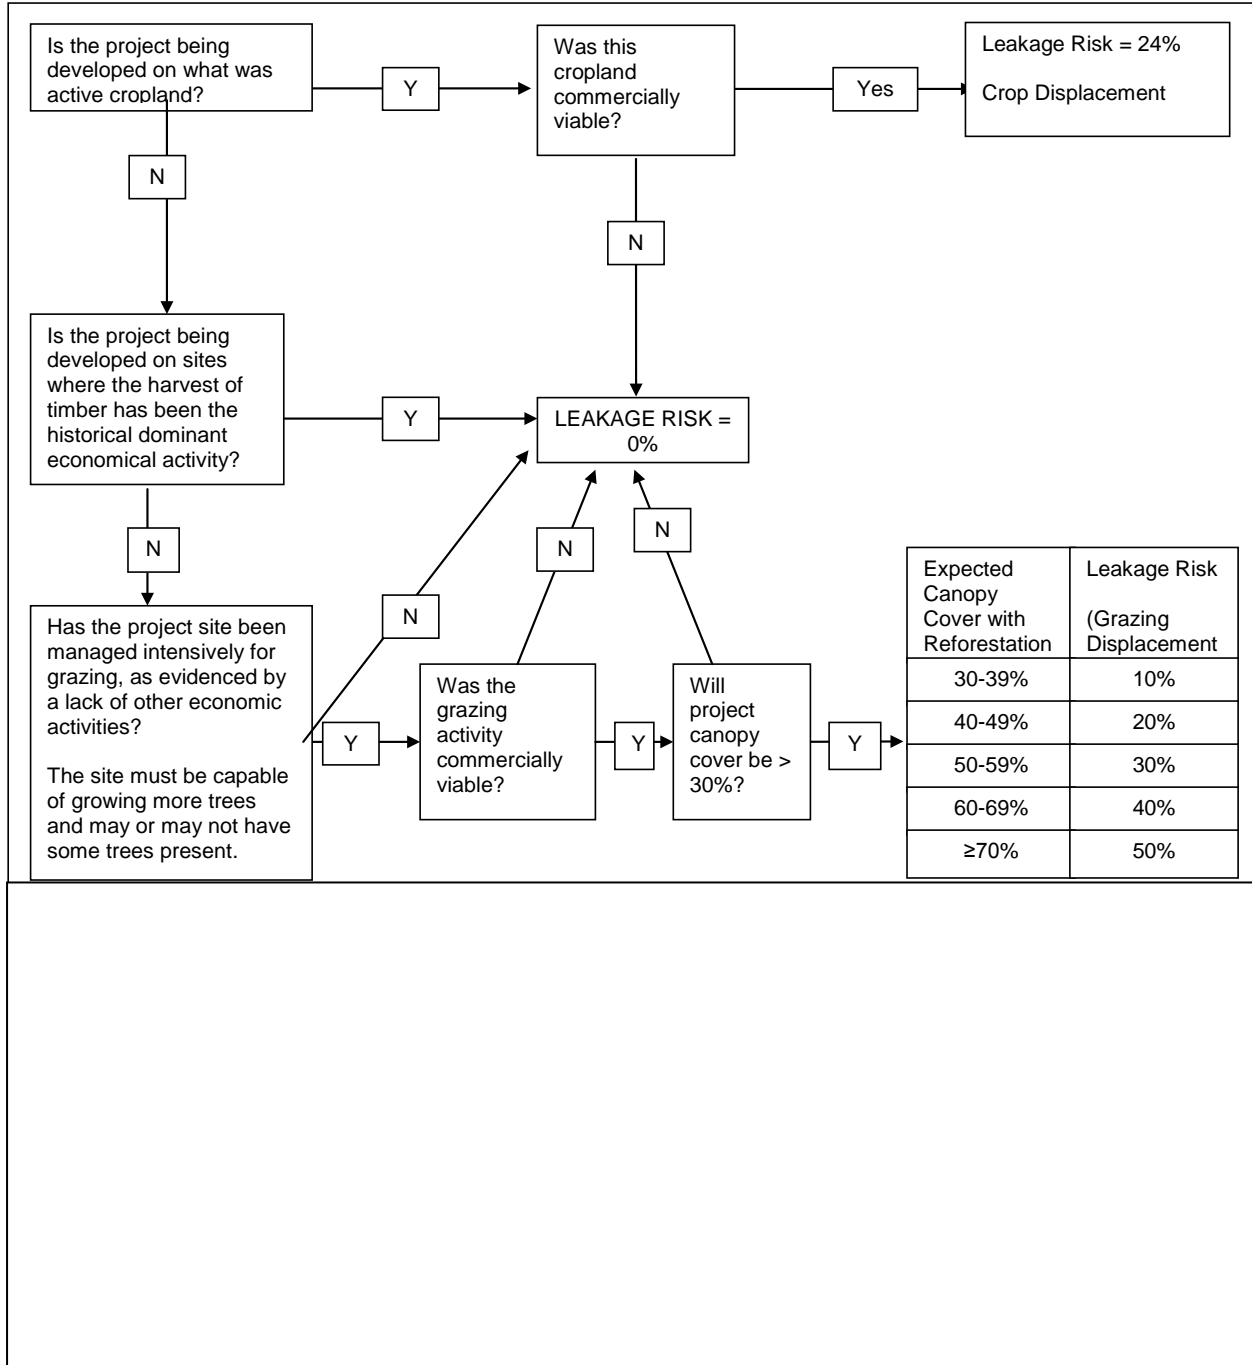 Is the project being
developed on what was
active cropland?
Y
Was this
cropland
commercially
viable?
Yes
Leakage Risk = 24%
Crop Displacement
N
N
Is the project being
developed on sites
where the harvest of
timber has been the
historical dominant
economical activity?
Y
LEAKAGE RISK =
0%
N
N
N
N
Has the project site been
managed intensively for
grazing, as evidenced by
a lack of other economic
activities?
The site must be capable
of growing more trees
and may or may not have
some trees present.
Y
Was the
grazing
activity
commercially
viable?
Y
Will
project
canopy
cover be >
30%?
Y
Expected
Canopy
Cover with
Reforestation
Leakage Risk
(Grazing
Displacement
30-39% 10%
40-49% 20%
50-59% 30%
60-69% 40%
≥70% 50%